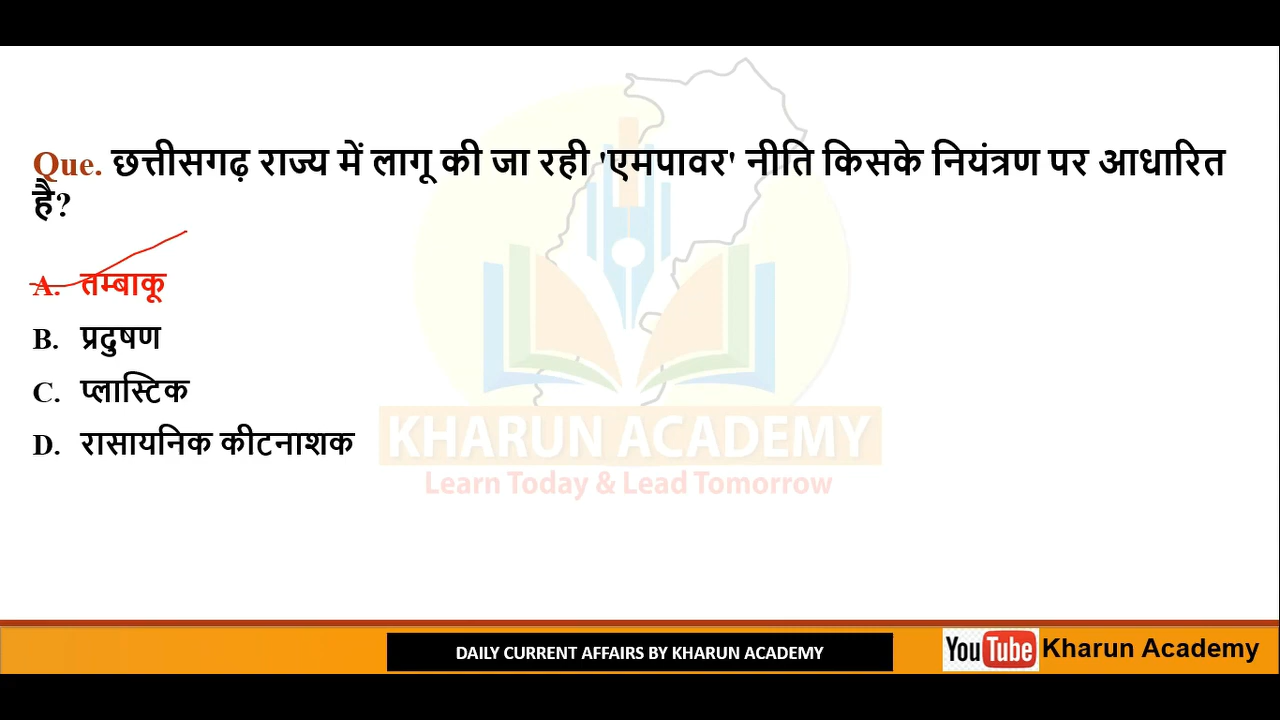 Que. छत्तीसगढ़ राज्य में लागू की जा रही 'एमपावर' नीति किसके नियंत्रण पर आधारित
है?
A. तम्बाकू
B. प्रदुषण
C. प्लास्टिक
D. रासायनिक कीटनाशक
KHARUN ACADEMY
Learn Today & Lead Tomorrow
DAILY CURRENT AFFAIRS BY KHARUN ACADEMY
YouTube Kharun Academy